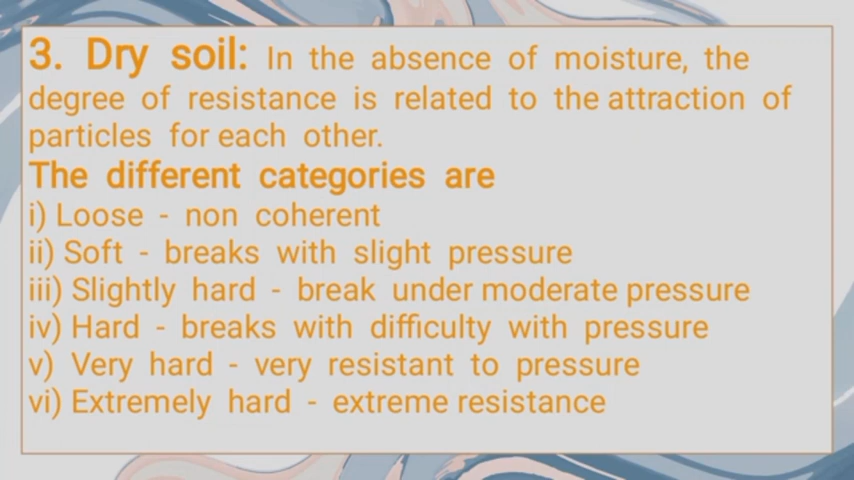 3. Dry soil: In the absence of moisture, the
degree of resistance is related to the attraction of
particles for each other.
The different categories are
i) Loose - non coherent
ii) Soft - breaks with slight pressure
iii) Slightly hard - break under moderate pressure
iv) Hard - breaks with difficulty with pressure
v) Very hard - very resistant to pressure
vi) Extremely hard - extreme resistance